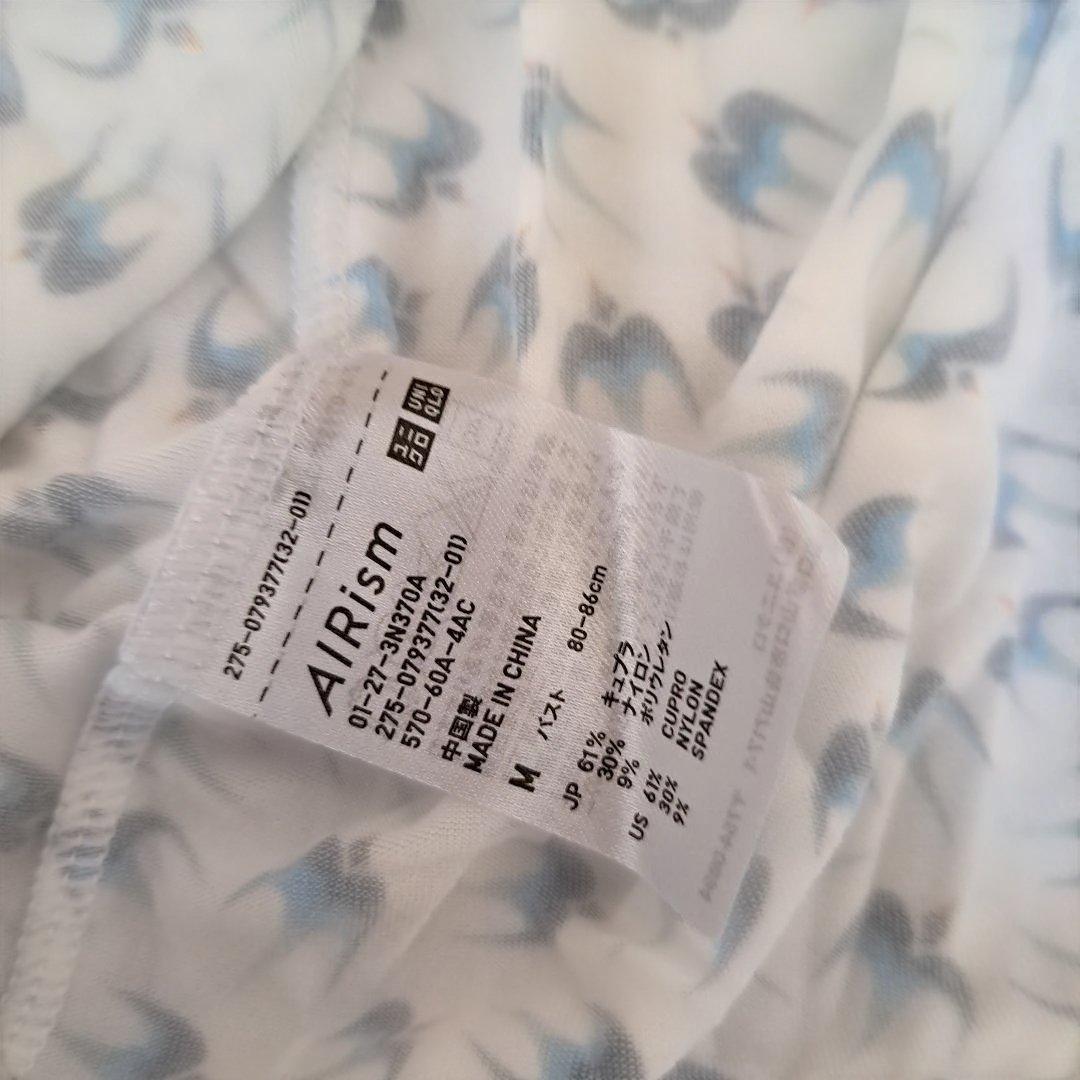 275-079377(32-01)
ユニ
クロ
UNI
QLO
AIRism
01-27-3N370A
275-079377(32-01)
570-60A-4AC
中国製
MADE IN CHINA
M バスト 80-86cm
JP 61% キュプラ
30% ナイロン
9% ポリウレタン
US 61% CUPRO
30% NYLON
9% SPANDEX